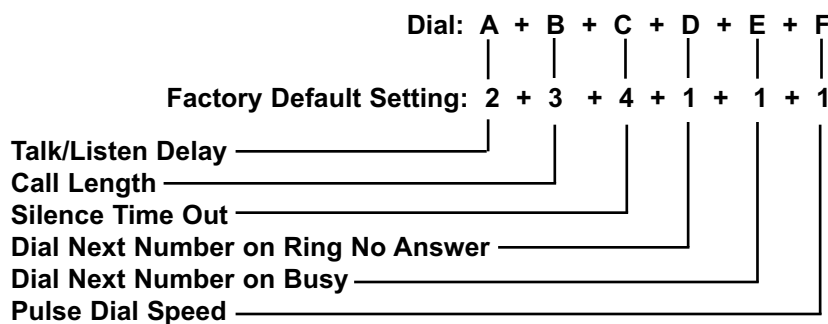 Dial: A + B + C + D + E + F
Factory Default Setting: 2 + 3 + 4 + 1 + 1 + 1
Talk/Listen Delay
Call Length
Silence Time Out
Dial Next Number on Ring No Answer
Dial Next Number on Busy
Pulse Dial Speed